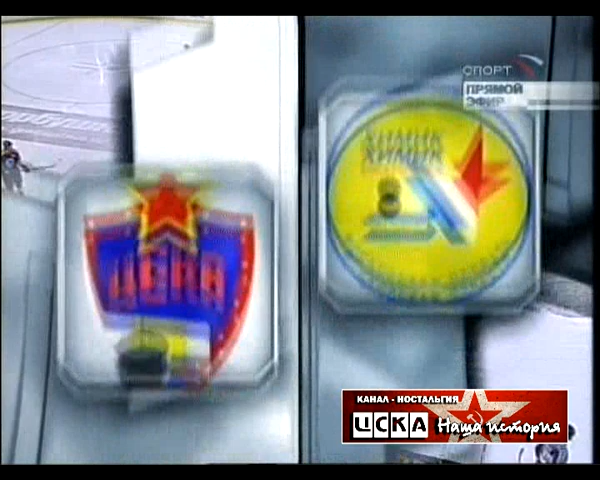 СПОРТ
ПРЯМОЙ
ЭФИР
ХИМИК
ХИМИК
ЦСКА
КАНАЛ - НОСТАЛЬГИЯ
ЦСКА Наша история